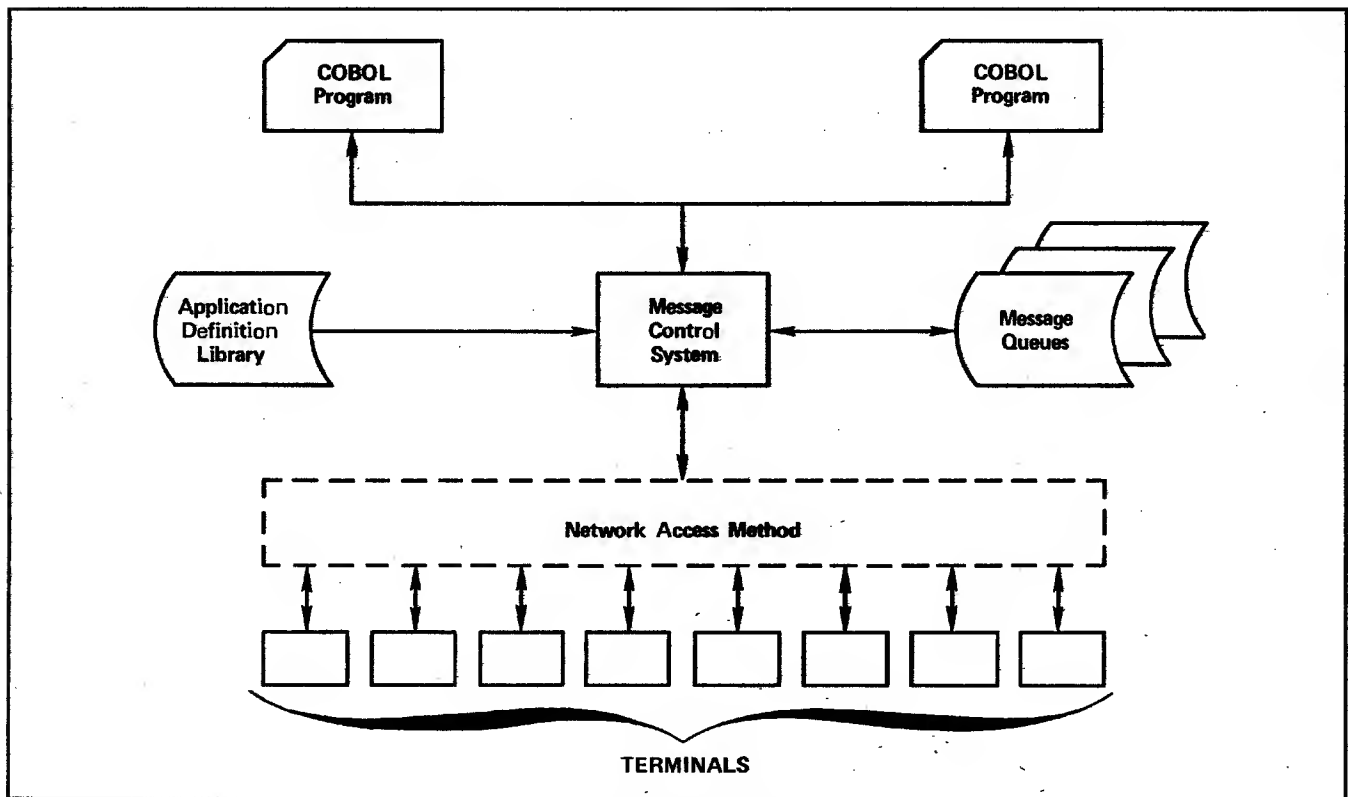 COBOL
Program
COBOL
Program
Application
Definition
Library
Message
Control
System
Message
Queues
Network Access Method
TERMINALS